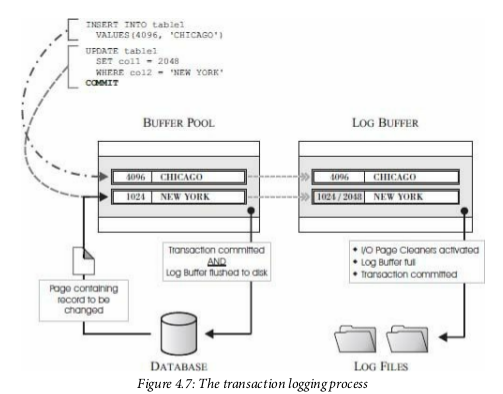 INSERT INTO table1
VALUES(4096, 'CHICAGO')
UPDATE table1
SET col1 = 2048
WHERE col2 = 'NEW YORK'
COMMIT
BUFFER POOL
4096 CHICAGO
1024 NEW YORK
LOG BUFFER
4096 CHICAGO
1024 / 2048 NEW YORK
Transaction committed
AND
Log Buffer flushed to disk
• I/O Page Cleaners activated
• Log Buffer full
• Transaction committed
Page containing
record to be
changed
DATABASE
LOG FILES
Figure 4.7: The transaction logging process